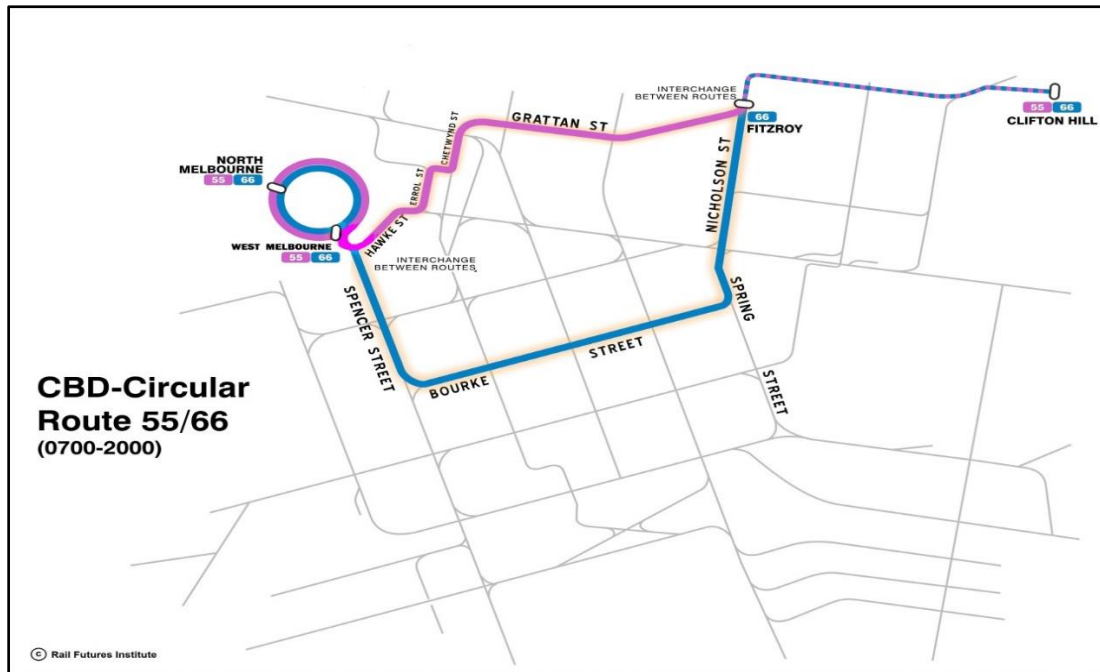 INTERCHANGE
BETWEEN ROUTES
55 66
CLIFTON HILL
66
FITZROY
GRATTAN ST
CHETWYND ST
ERROL ST
HAWKE ST
NORTH
MELBOURNE
55 66
WEST MELBOURNE
55 66
INTERCHANGE
BETWEEN ROUTES
NICHOLSON ST
SPRING
STREET
SPENCER STREET
BOURKE
STREET
CBD-Circular
Route 55/66
(0700-2000)
© Rail Futures Institute